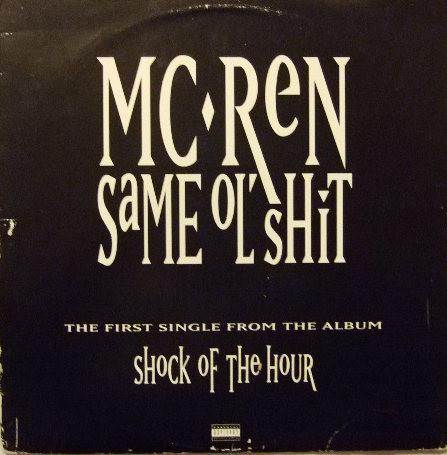 MC•ReN
SaME OL' sHiT
THE FIRST SINGLE FROM THE ALBUM
SHocK oF THe HOUR